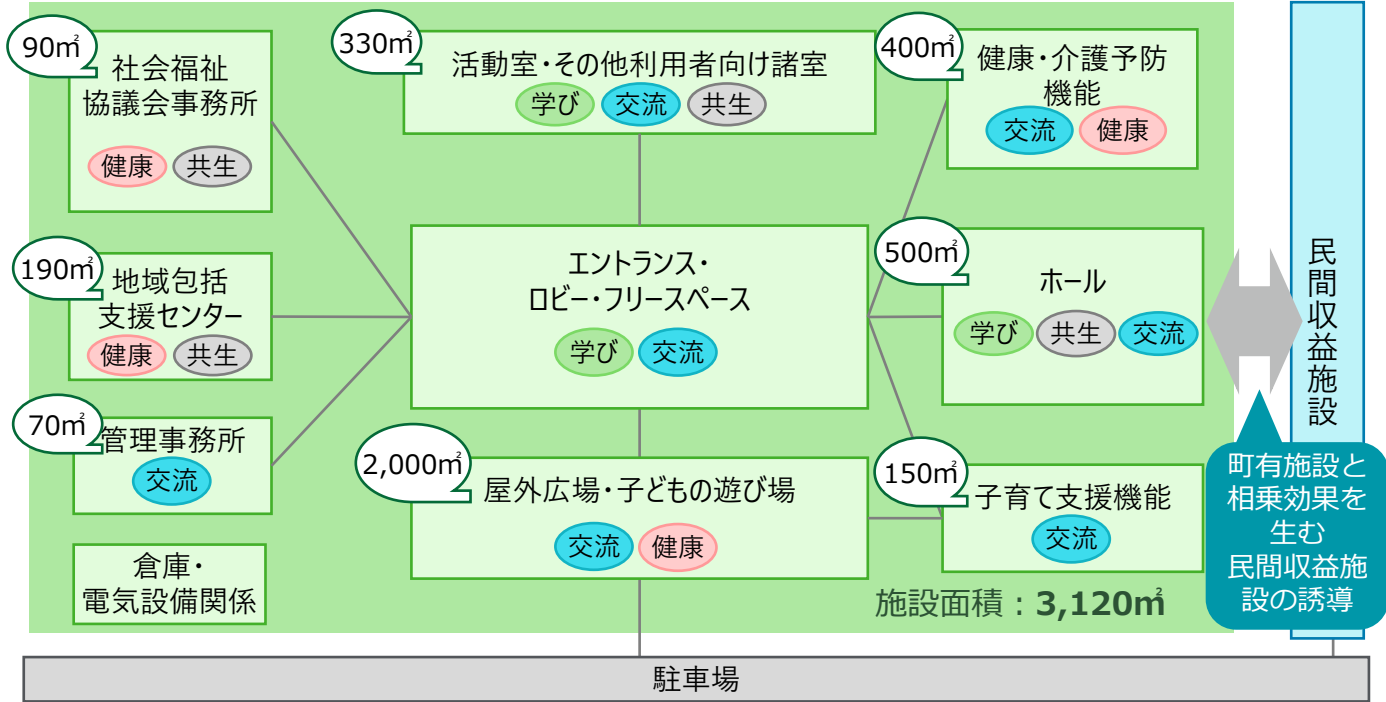 90㎡
社会福祉
協議会事務所
健康 共生
330㎡
活動室・その他利用者向け諸室
学び 交流 共生
400㎡
健康・介護予防
機能
交流 健康
190㎡
地域包括
支援センター
健康 共生
エントランス・
ロビー・フリースペース
学び 交流
500㎡
ホール
学び 共生 交流
70㎡
管理事務所
交流
2,000㎡
屋外広場・子どもの遊び場
交流 健康
150㎡
子育て支援機能
交流
倉庫・
電気設備関係
施設面積：3,120㎡
民間収益施設
町有施設と
相乗効果を
生む
民間収益施
設の誘導
駐車場